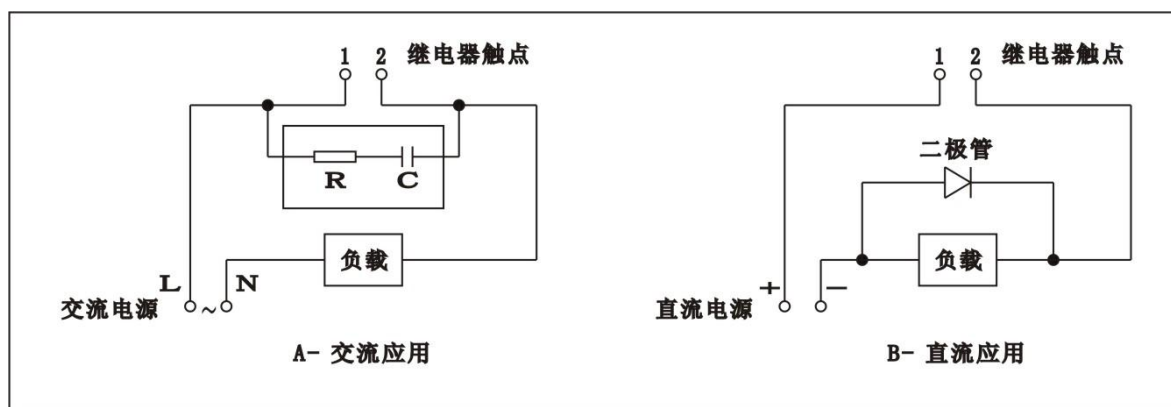 1 2 继电器触点
R C
负载
L N
交流电源 ~
A- 交流应用
1 2 继电器触点
二极管
负载
+ −
直流电源
B- 直流应用